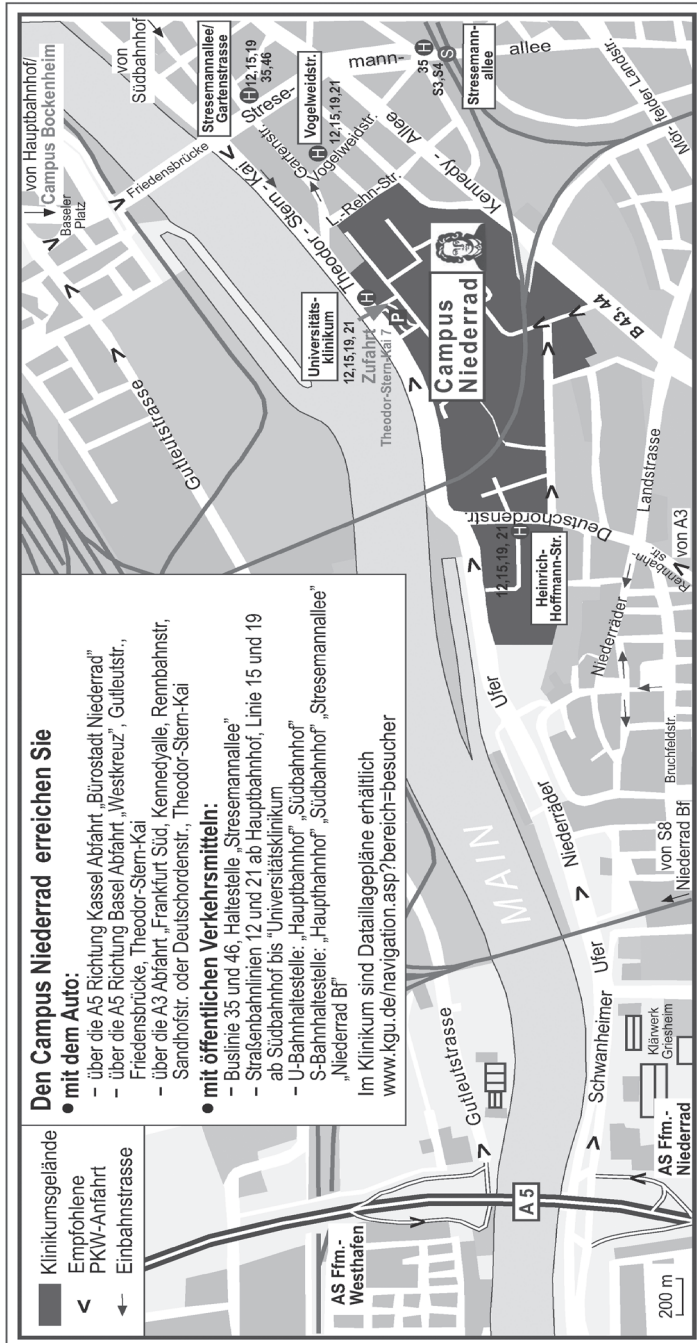 Klinikumsgelände
Empfohlene
PKW-Anfahrt
Einbahnstrasse
Den Campus Niederrad erreichen Sie
● mit dem Auto:
– über die A5 Richtung Kassel Abfahrt „Bürostadt Niederrad”
– über die A5 Richtung Basel Abfahrt „Westkreuz”, Gutleutstr.,
Friedensbrücke, Theodor-Stern-Kai
– über die A3 Abfahrt „Frankfurt Süd, Kennedyalle, Rennbahnstr,
Sandhofstr. oder Deutschordenstr., Theodor-Stern-Kai
● mit öffentlichen Verkehrsmitteln:
– Buslinie 35 und 46, Haltestelle „Stresemannallee”
– Straßenbahnlinien 12 und 21 ab Hauptbahnhof, Linie 15 und 19
ab Südbahnhof bis “Universitätsklinikum
– U-Bahnhaltestelle: „Hauptbahnhof” „Südbahnhof”
S-Bahnhaltestelle: „Haupthahnhof” „Südbahnhof” „Stresemannallee”
„Niederrad Bf”
Im Klinikum sind Dataillagepläne erhältlich
www.kgu.de/navigation.asp?bereich=besucher
von Hauptbahnhof/
Campus Bockenheim
Baseler
Platz
von
Südbahnhof
Friedensbrücke
Gutleutstrasse
Stresemannallee/
Gartenstrasse
H 12,15,19
35,46
Strese-
mann-
allee
Gartenstr.
Vogelweidstr.
H
12,15,19,21
Vogelweidstr.
35 H
S3,S4 S
Stresemann-
allee
Theodor - Stern - Kai
L.-Rehn-Str.
Kennedy - Allee
Mör- felder Landstr.
Universitäts-
klinikum
12,15,19, 21
H
Zufahrt
Theodor-Stern-Kai 7
P
Campus
Niederrad
B 43, 44
Deutschordenstr.
12,15,19, 21
H
Heinrich-
Hoffmann-Str.
Landstrasse
Niederräder
Rennbahn-
str.
von A3
Bruchfeldstr.
MAIN
Niederräder
Ufer
von S8
Niederrad Bf
Gutleutstrasse
Schwanheimer
Ufer
Klärwerk
Griesheim
AS Ffm.-
Westhafen
A 5
AS Ffm.-
Niederrad
200 m